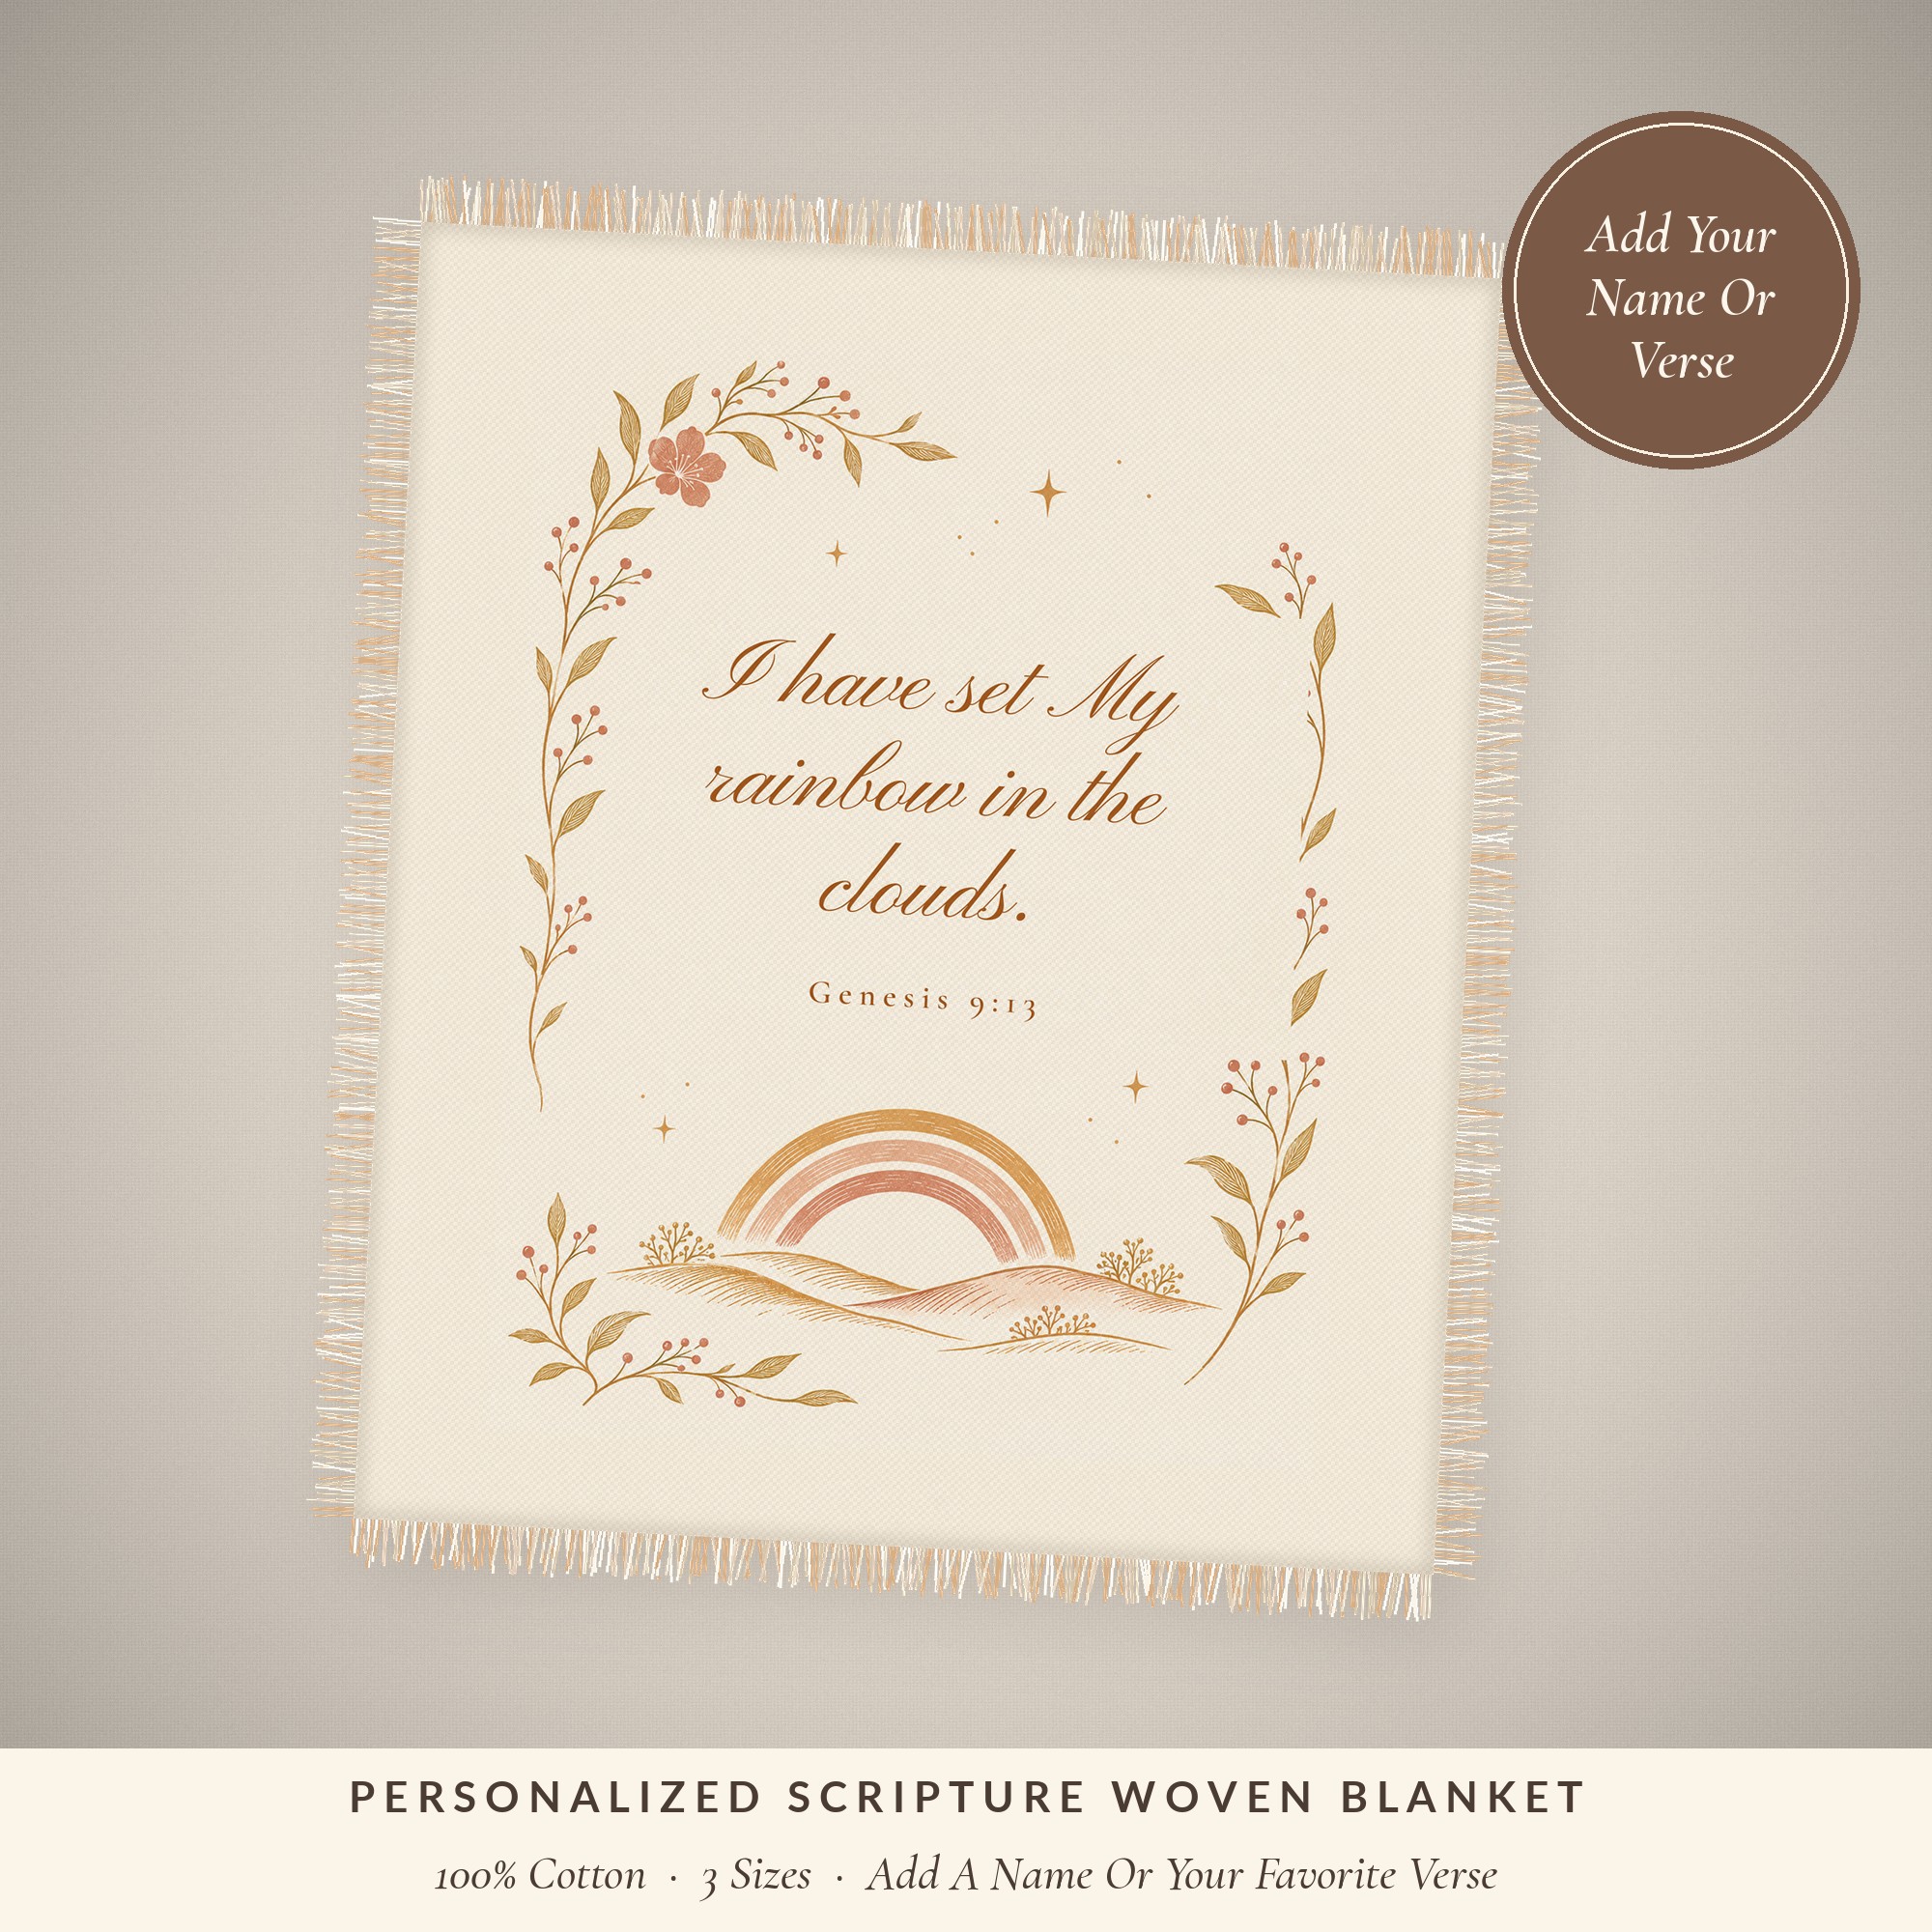 Add Your
Name Or
Verse
I have set My
rainbow in the
clouds.
Genesis 9:13
PERSONALIZED SCRIPTURE WOVEN BLANKET
100% Cotton · 3 Sizes · Add A Name Or Your Favorite Verse